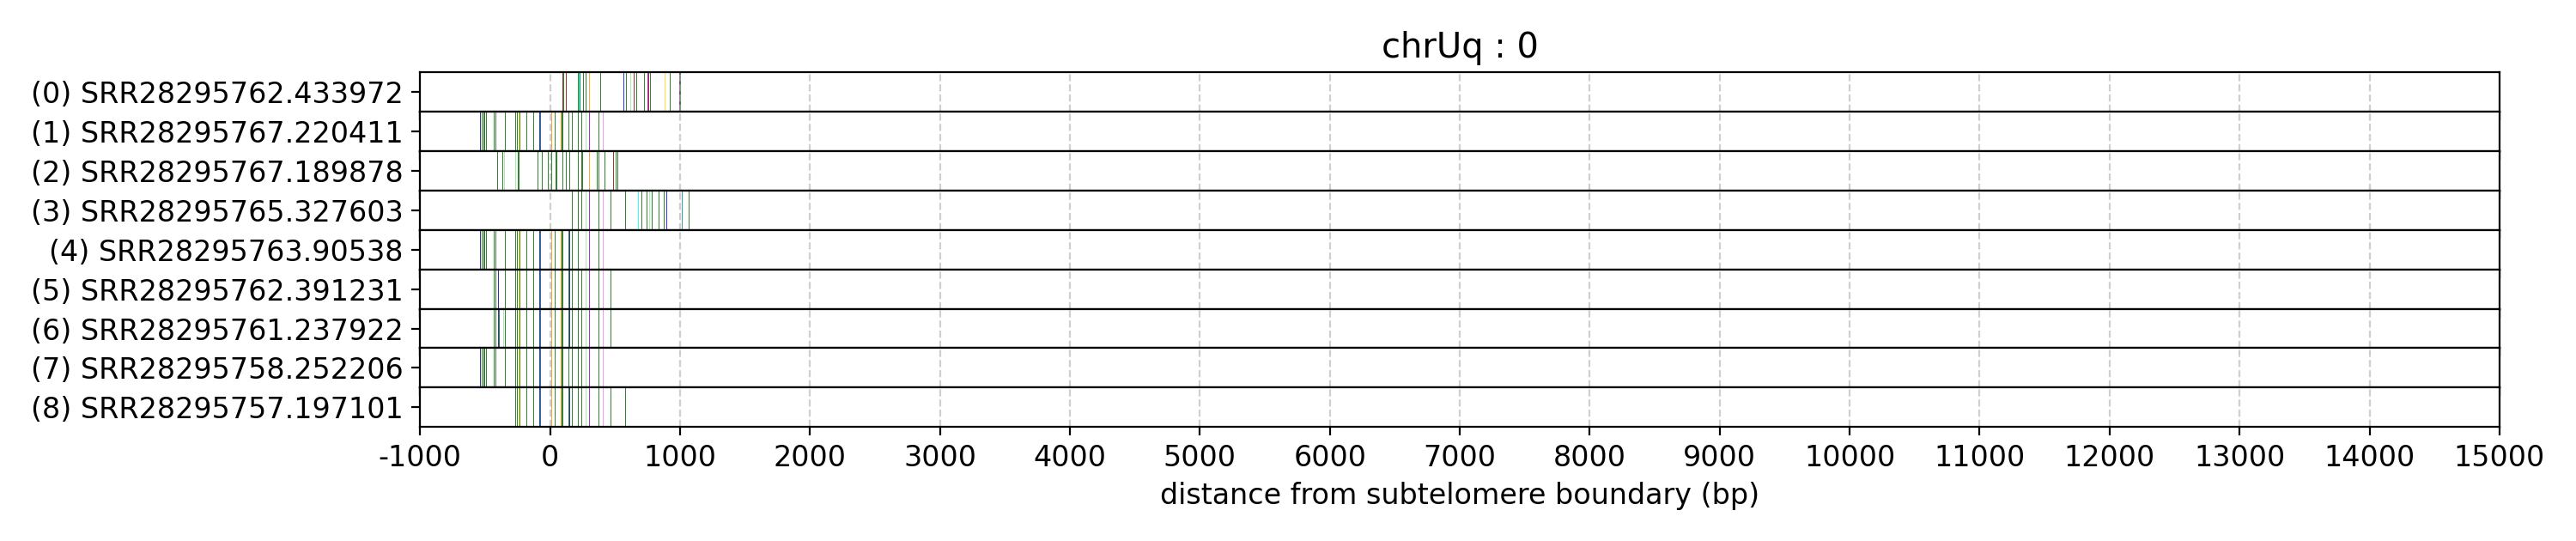 chrUq : 0
(0) SRR28295762.433972
(1) SRR28295767.220411
(2) SRR28295767.189878
(3) SRR28295765.327603
(4) SRR28295763.90538
(5) SRR28295762.391231
(6) SRR28295761.237922
(7) SRR28295758.252206
(8) SRR28295757.197101
-1000 0 1000 2000 3000 4000 5000 6000 7000 8000 9000 10000 11000 12000 13000 14000 15000
distance from subtelomere boundary (bp)